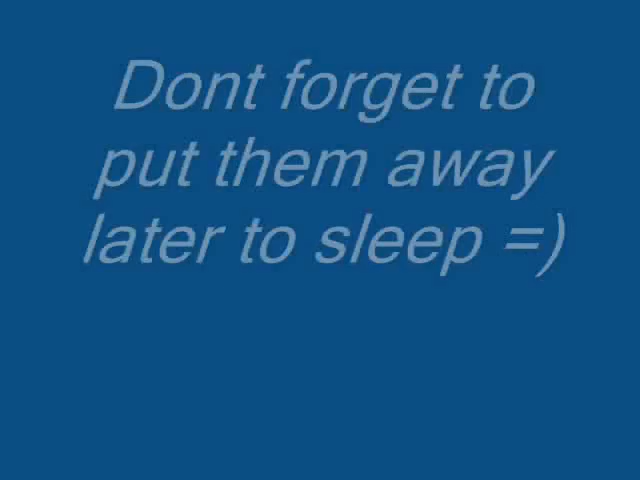 Dont forget to
put them away
later to sleep =)